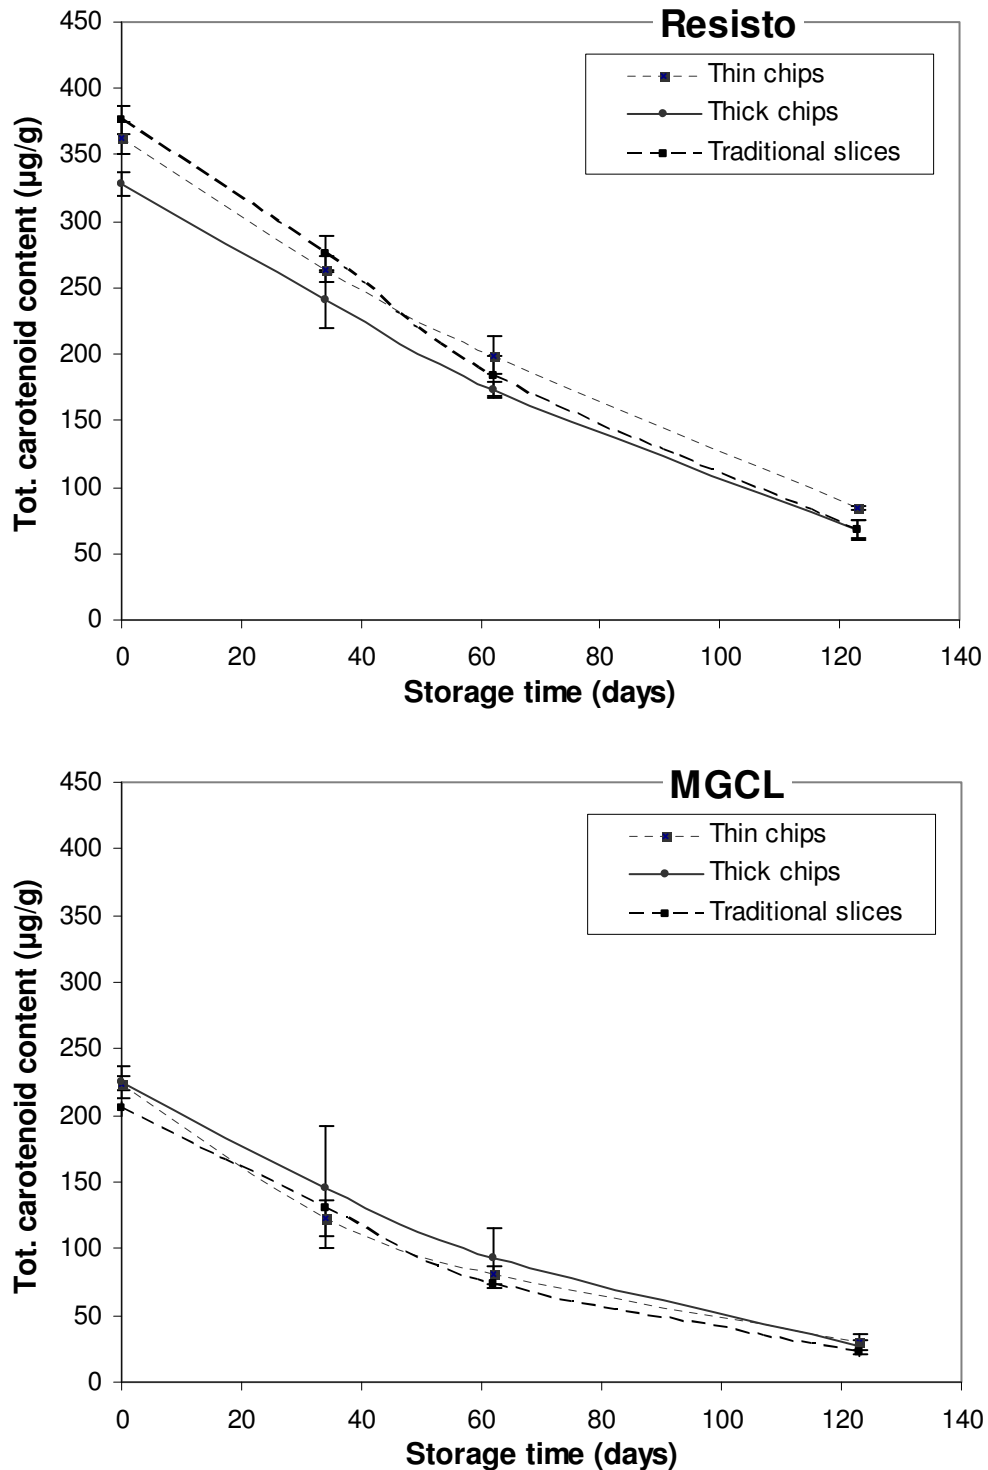 Resisto
Thin chips
Thick chips
Traditional slices
Tot. carotenoid content (µg/g)
450
400
350
300
250
200
150
100
50
0
0 20 40 60 80 100 120 140
Storage time (days)
MGCL
Thin chips
Thick chips
Traditional slices
Tot. carotenoid content (µg/g)
450
400
350
300
250
200
150
100
50
0
0 20 40 60 80 100 120 140
Storage time (days)